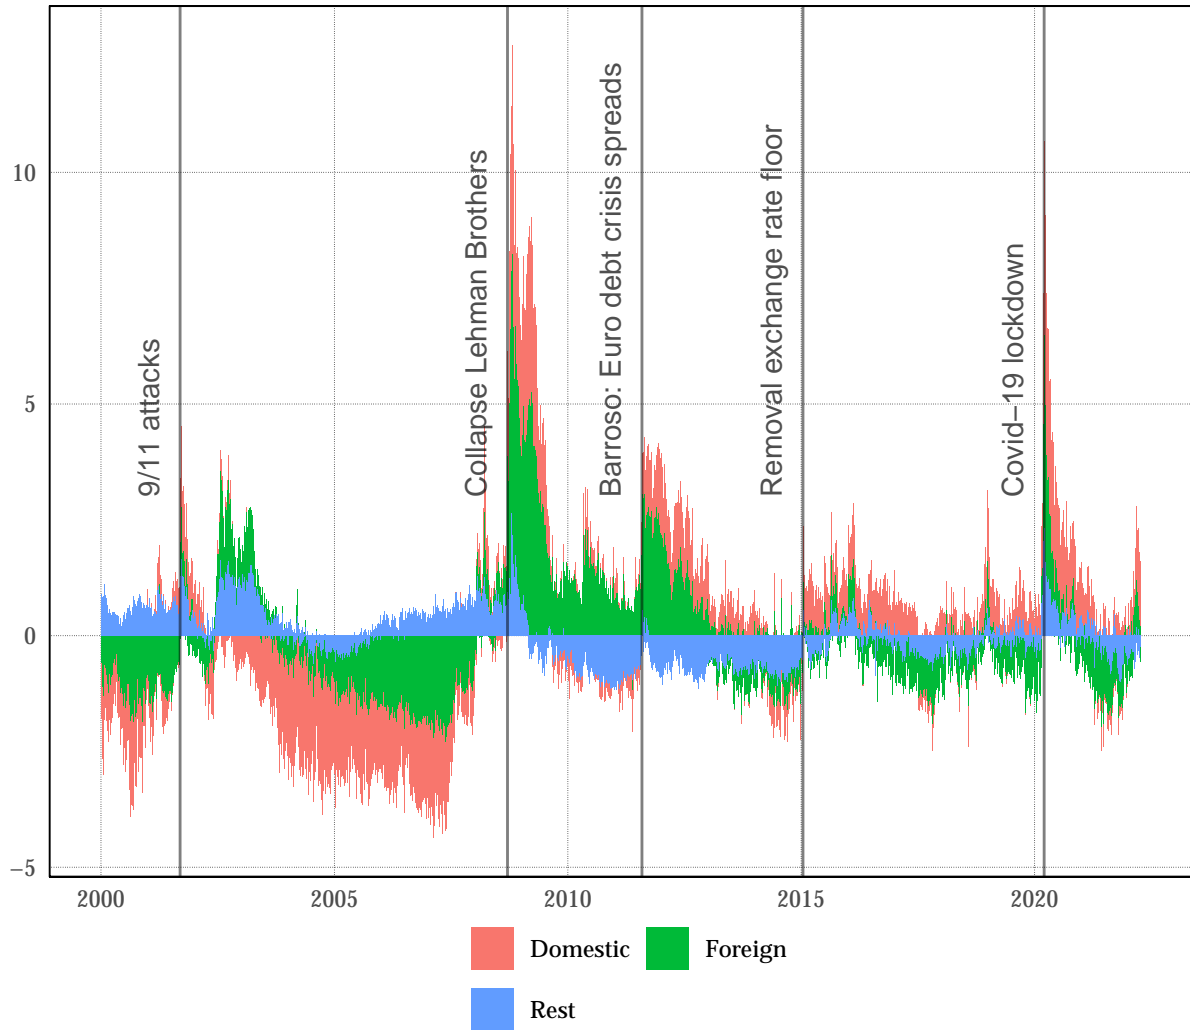 10
5
0
−5
9/11 attacks
Collapse Lehman Brothers
Barroso: Euro debt crisis spreads
Removal exchange rate floor
Covid−19 lockdown
2000
2005
2010
2015
2020
Domestic
Foreign
Rest